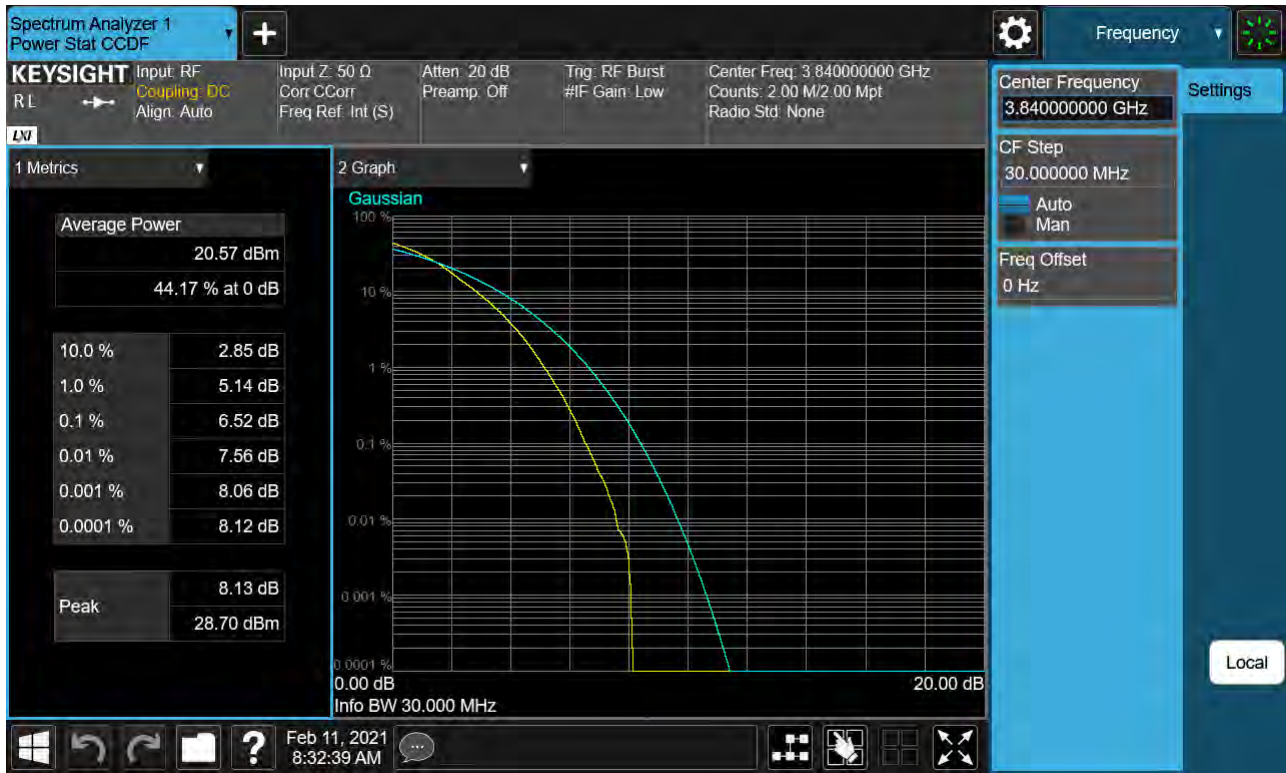 Spectrum Analyzer 1
Power Stat CCDF
+
Frequency
KEYSIGHT
RL
LXI
Input: RF
Coupling: DC
Align: Auto
Input Z: 50 Ω
Corr CCorr
Freq Ref: Int (S)
Atten: 20 dB
Preamp: Off
Trig: RF Burst
#IF Gain: Low
Center Freq: 3.840000000 GHz
Counts: 2.00 M/2.00 Mpt
Radio Std: None
Center Frequency
3.840000000 GHz
Settings
CF Step
30.000000 MHz
Auto
Man
Freq Offset
0 Hz
Local
1 Metrics
Average Power
20.57 dBm
44.17 % at 0 dB
10.0 % 2.85 dB
1.0 % 5.14 dB
0.1 % 6.52 dB
0.01 % 7.56 dB
0.001 % 8.06 dB
0.0001 % 8.12 dB
Peak
8.13 dB
28.70 dBm
2 Graph
Gaussian
100 %
10 %
1 %
0.1 %
0.01 %
0.001 %
0.0001 %
0.00 dB 20.00 dB
Info BW 30.000 MHz
?
Feb 11, 2021
8:32:39 AM